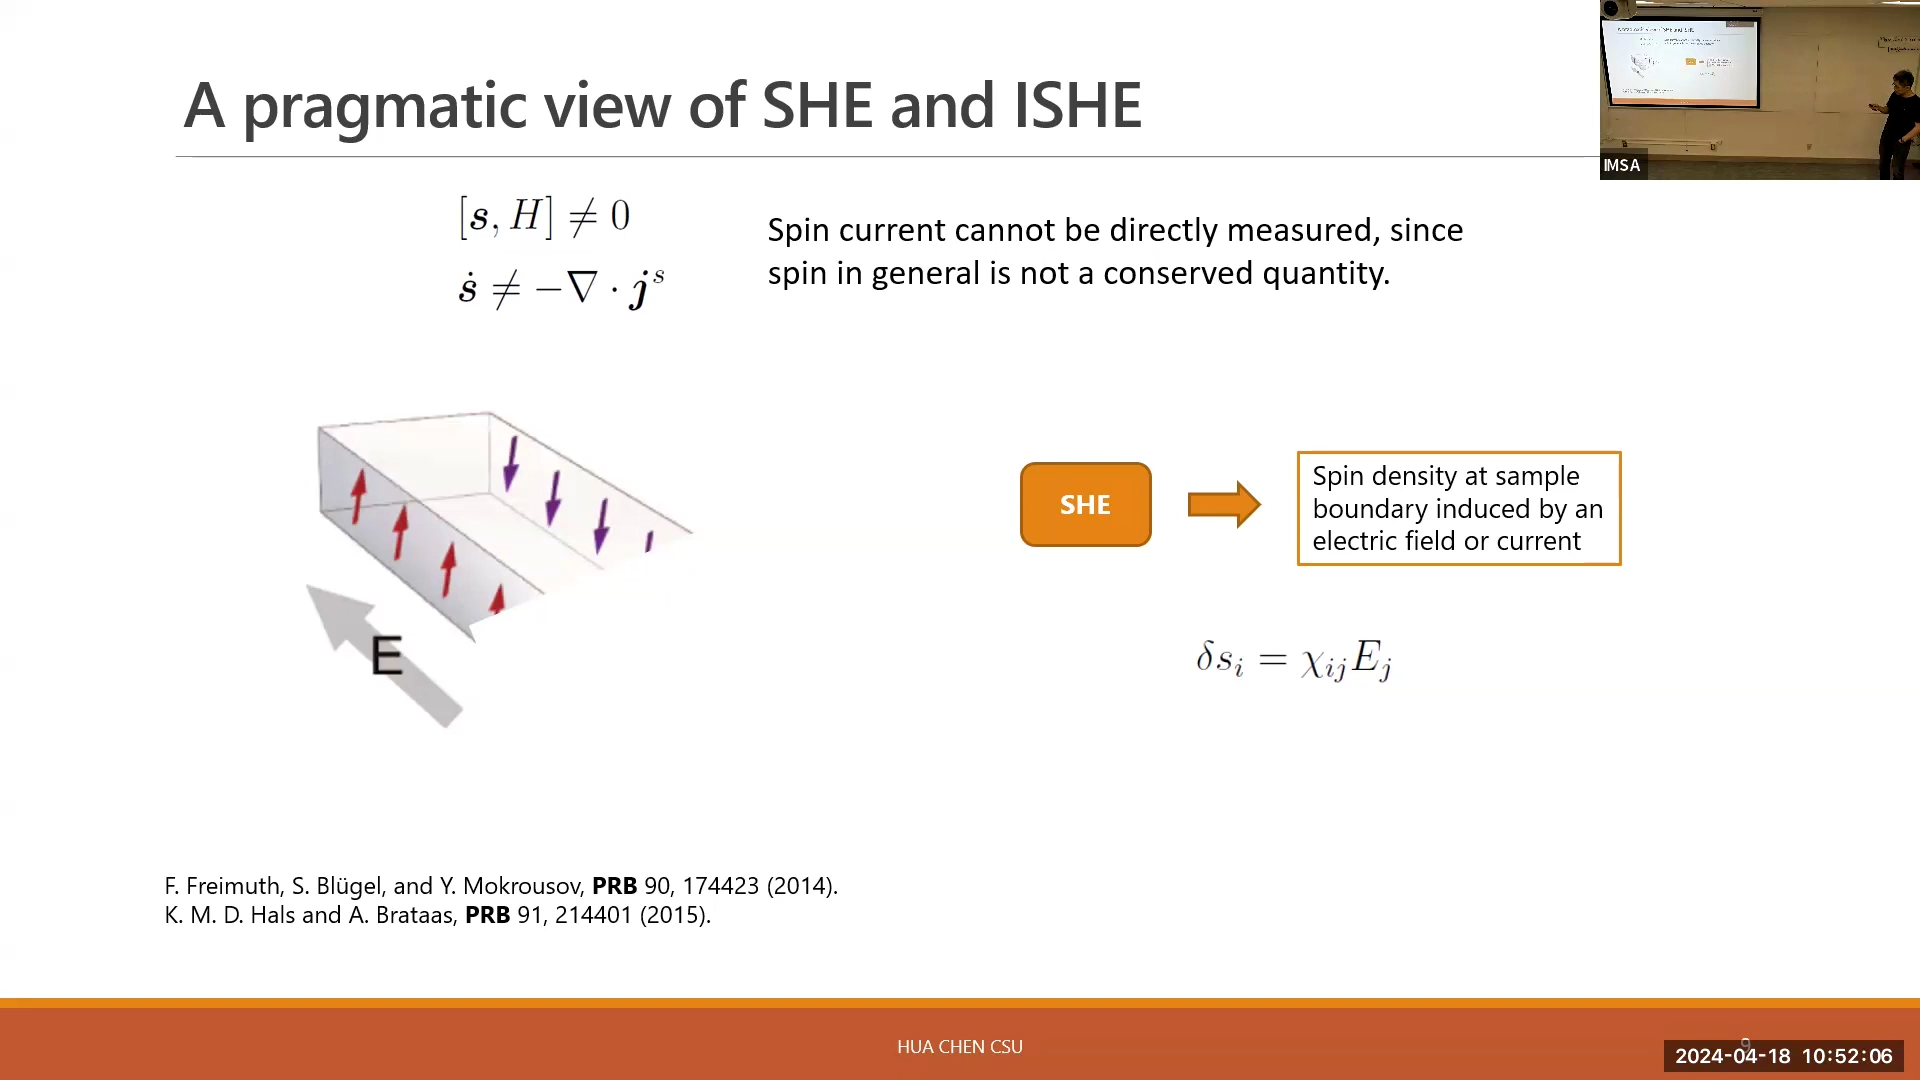 A pragmatic view of SHE and ISHE
[s, H] ≠ 0
ṡ ≠ −∇ · j^s
Spin current cannot be directly measured, since
spin in general is not a conserved quantity.
E
SHE
Spin density at sample
boundary induced by an
electric field or current
δs_i = χ_{ij}E_j
F. Freimuth, S. Blügel, and Y. Mokrousov, PRB 90, 174423 (2014).
K. M. D. Hals and A. Brataas, PRB 91, 214401 (2015).
HUA CHEN CSU
9
2024-04-18 10:52:06
IMSA